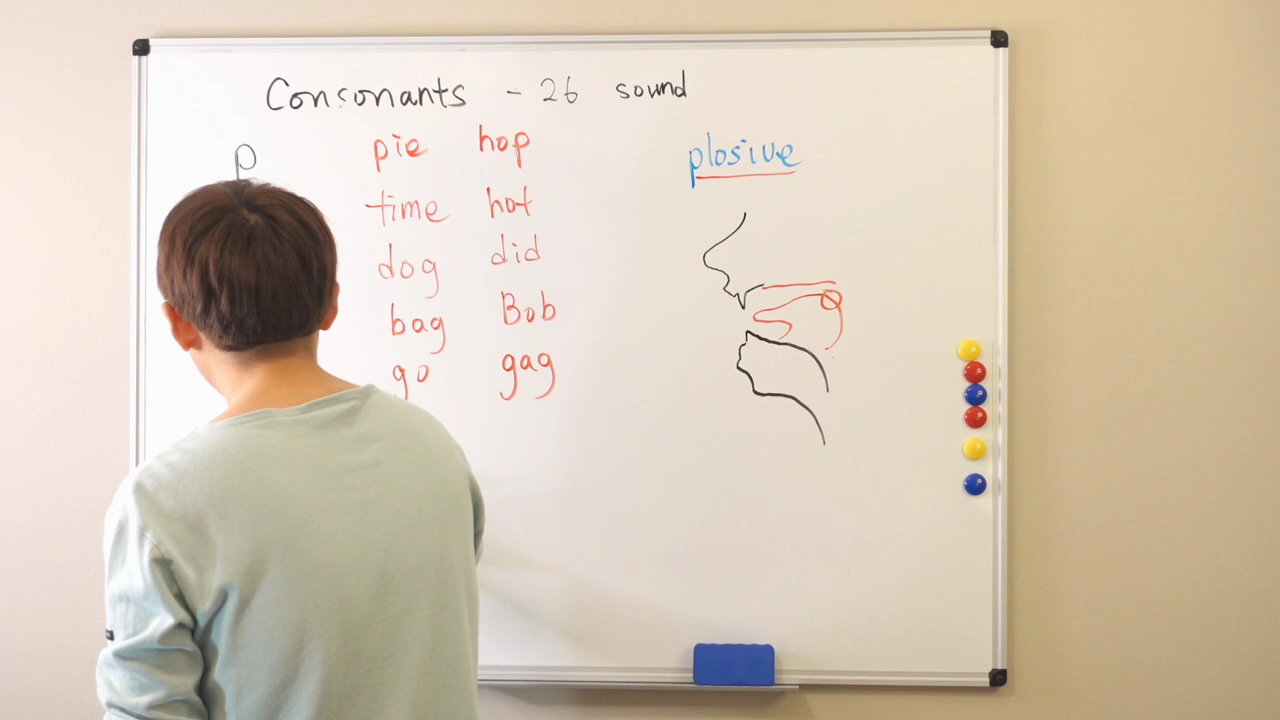 Consonants - 26 sound
p pie hop plosive
time hot
dog did
bag Bob
go gag